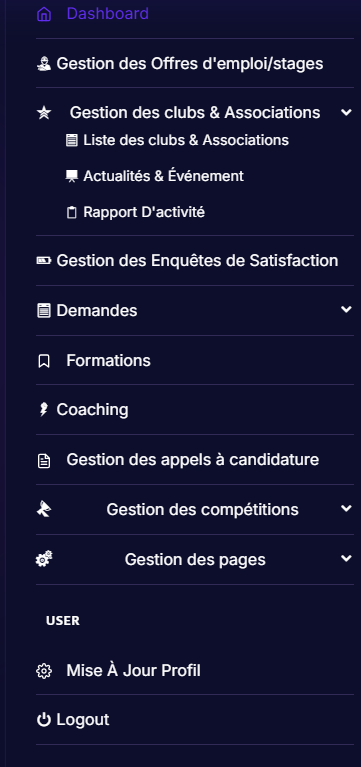 Dashboard
Gestion des Offres d'emploi/stages
Gestion des clubs & Associations
Liste des clubs & Associations
Actualités & Événement
Rapport D'activité
Gestion des Enquêtes de Satisfaction
Demandes
Formations
Coaching
Gestion des appels à candidature
Gestion des compétitions
Gestion des pages
USER
Mise À Jour Profil
Logout